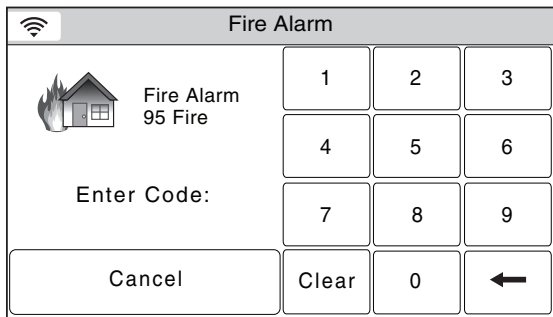 Fire Alarm
Fire Alarm
95 Fire
Enter Code:
1 2 3
4 5 6
7 8 9
Cancel Clear 0